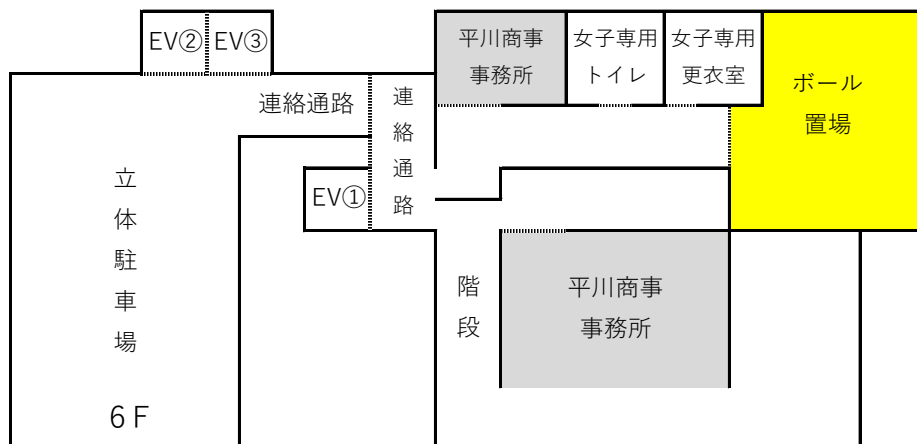 EV②
EV③
平川商事
事務所
女子専用
トイレ
女子専用
更衣室
ボール
置場
連絡通路
連絡通路
EV①
立体駐車場
階段
平川商事
事務所
6F